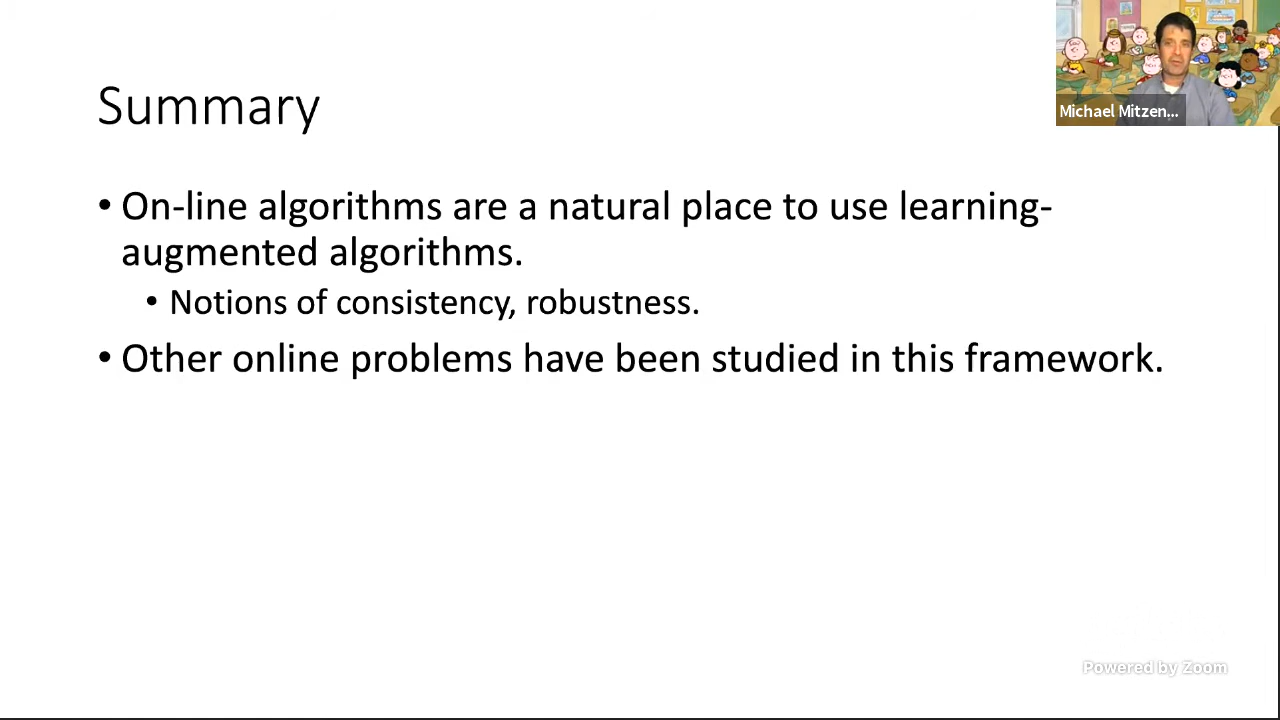 Summary
Michael Mitzen...
• On-line algorithms are a natural place to use learning-
augmented algorithms.
• Notions of consistency, robustness.
• Other online problems have been studied in this framework.
Powered by Zoom